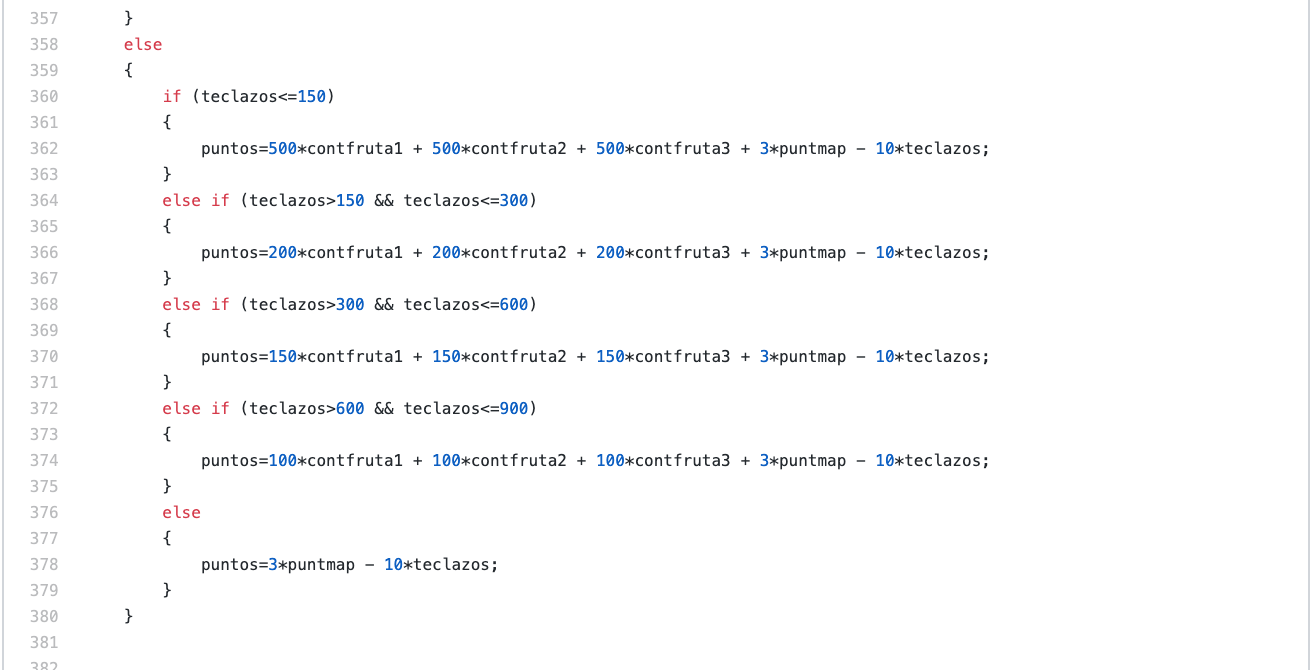 357 }
358 else
359 {
360 if (teclazos<=150)
361 {
362 puntos=500*contfruta1 + 500*contfruta2 + 500*contfruta3 + 3*puntmap - 10*teclazos;
363 }
364 else if (teclazos>150 && teclazos<=300)
365 {
366 puntos=200*contfruta1 + 200*contfruta2 + 200*contfruta3 + 3*puntmap - 10*teclazos;
367 }
368 else if (teclazos>300 && teclazos<=600)
369 {
370 puntos=150*contfruta1 + 150*contfruta2 + 150*contfruta3 + 3*puntmap - 10*teclazos;
371 }
372 else if (teclazos>600 && teclazos<=900)
373 {
374 puntos=100*contfruta1 + 100*contfruta2 + 100*contfruta3 + 3*puntmap - 10*teclazos;
375 }
376 else
377 {
378 puntos=3*puntmap - 10*teclazos;
379 }
380 }
381
382